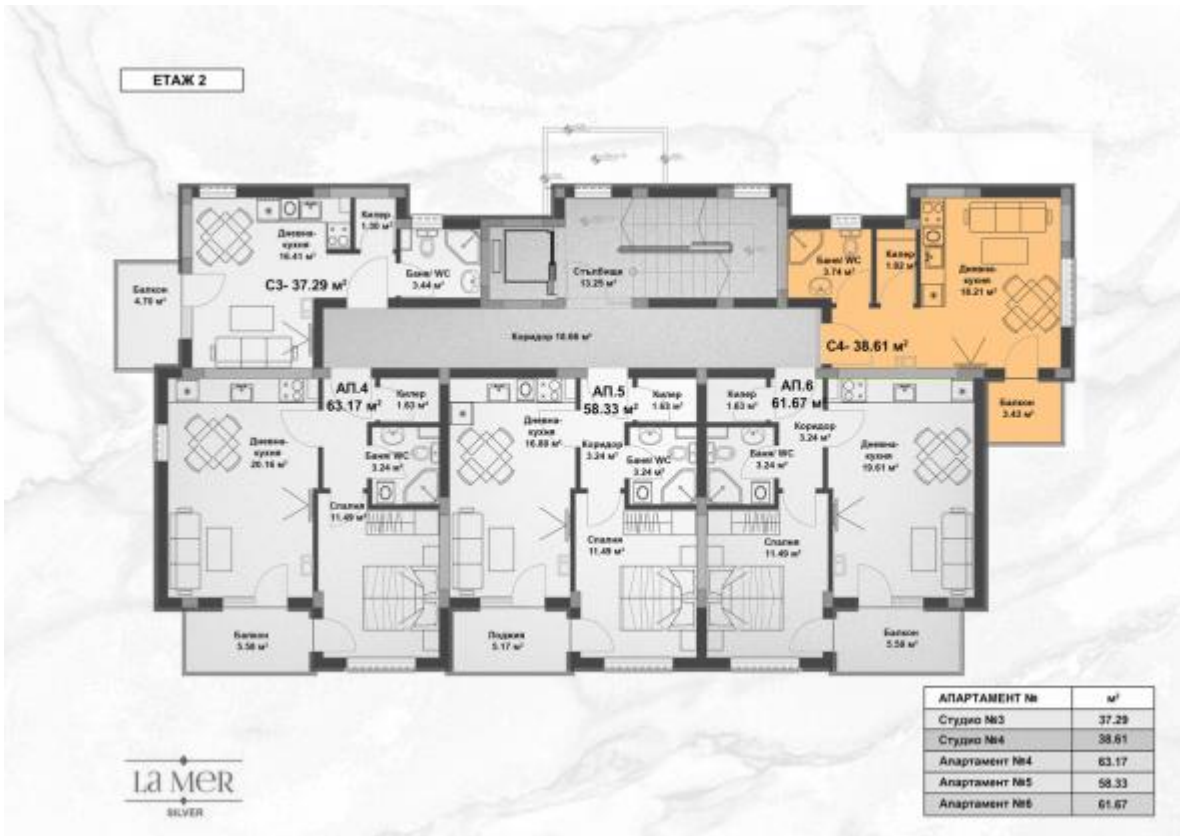 ЕТАЖ 2
Килер
1.30 м²
Дневна-
кухня
16.41 м²
С3- 37.29 м²
Баня/ WC
3.44 м²
Балкон
4.70 м²
Стълбище
13.25 м²
Коридор 18.66 м²
Баня/ WC
3.74 м²
Килер
1.02 м²
Дневна-
кухня
18.21 м²
С4- 38.61 м²
Балкон
3.43 м²
АП.4
63.17 м²
Килер
1.63 м²
Дневна-
кухня
20.16 м²
Баня/ WC
3.24 м²
Спалня
11.49 м²
Балкон
5.58 м²
АП.5
58.33 м²
Килер
1.63 м²
Дневна-
кухня
16.80 м²
Коридор
3.24 м²
Баня/ WC
3.24 м²
Спалня
11.49 м²
Лоджия
5.17 м²
АП.6
61.67 м²
Килер
1.63 м²
Коридор
3.24 м²
Баня/ WC
3.24 м²
Дневна-
кухня
19.61 м²
Спалня
11.49 м²
Балкон
5.58 м²
АПАРТАМЕНТ № м²
Студио №3 37.29
Студио №4 38.61
Апартамент №4 63.17
Апартамент №5 58.33
Апартамент №6 61.67
La MeR
SILVER